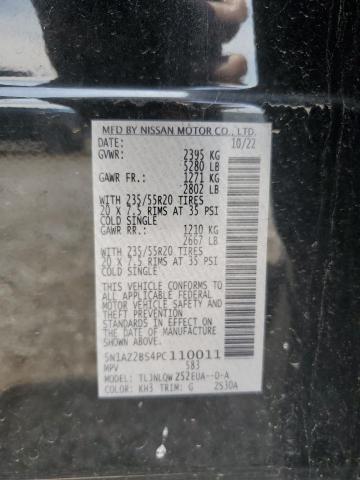 MFD BY NISSAN MOTOR CO., LTD.
DATE: 10/22
GVWR: 2395 KG
5280 LB
GAWR FR.: 1271 KG
2802 LB
WITH 235/55R20 TIRES
20 X 7.5 RIMS AT 35 PSI
COLD SINGLE
GAWR RR.: 1210 KG
2667 LB
WITH 235/55R20 TIRES
20 X 7.5 RIMS AT 35 PSI
COLD SINGLE
THIS VEHICLE CONFORMS
TO ALL APPLICABLE FEDERAL
MOTOR VEHICLE SAFETY AND
THEFT PREVENTION
STANDARDS IN EFFECT ON
THE DATE OF MANUFACTURE
SHOWN ABOVE.
5N1AZ2BS4PC110011
MPV 583
MODEL: TLJNLQW Z52EUA--D-A
COLOR: KH3 TRIM: G 2530A